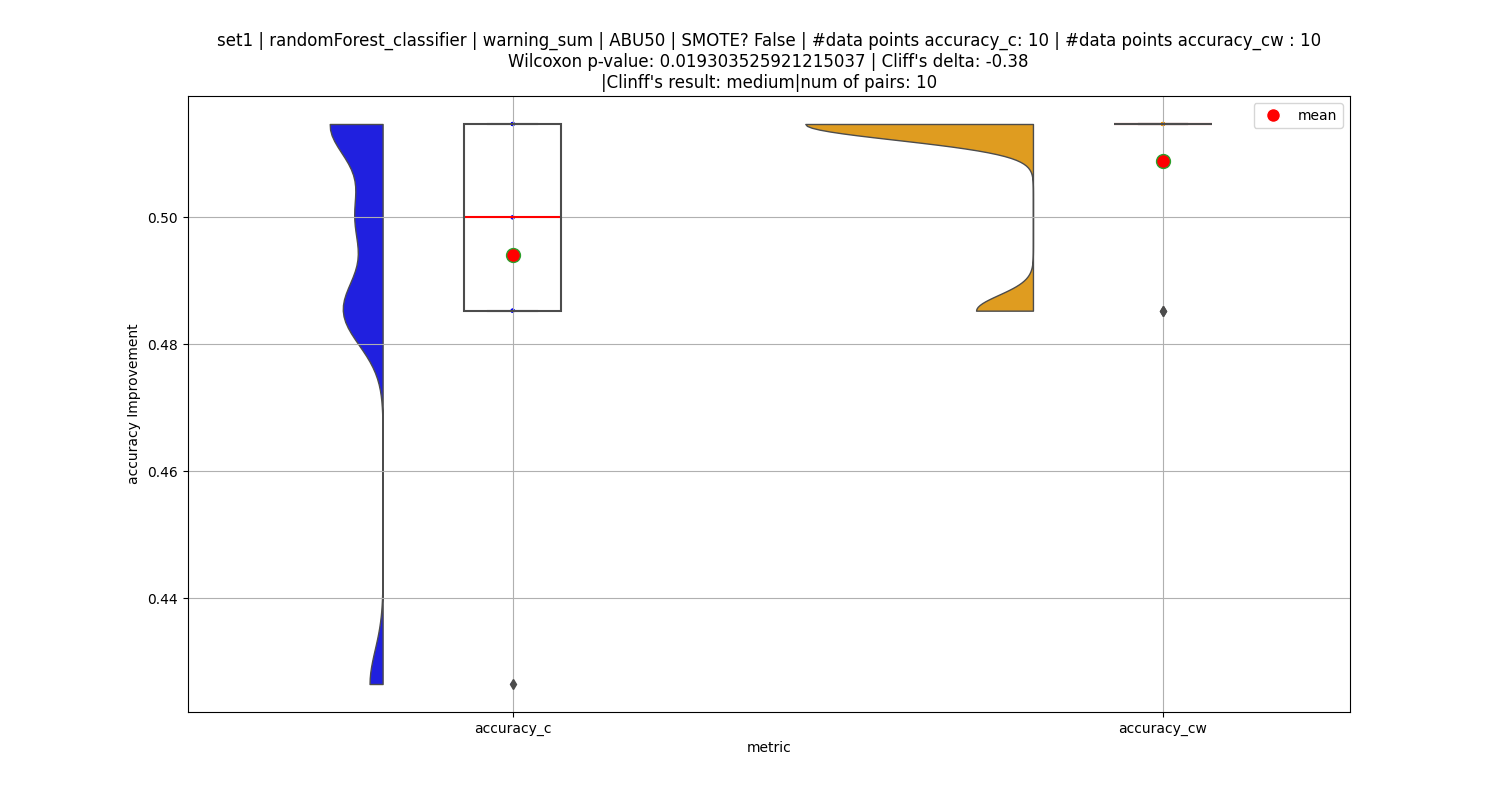 set1 | randomForest_classifier | warning_sum | ABU50 | SMOTE? False | #data points accuracy_c: 10 | #data points accuracy_cw : 10
Wilcoxon p-value: 0.019303525921215037 | Cliff's delta: -0.38
|Clinff's result: medium|num of pairs: 10
mean
accuracy Improvement
0.50
0.48
0.46
0.44
accuracy_c
accuracy_cw
metric